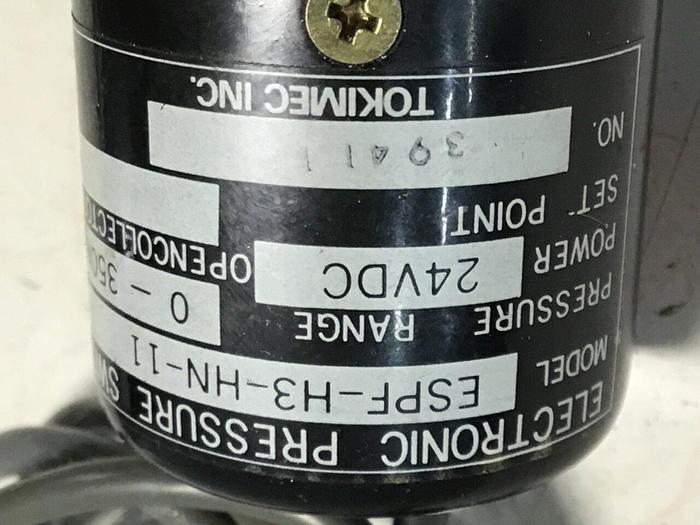 ELECTRONIC PRESSURE SW
MODEL ESPF-H3-HN-11
PRESSURE RANGE 0-350
POWER 24VDC OPENCOLLECTO
SET POINT
NO. 39411
TOKIMEC INC.